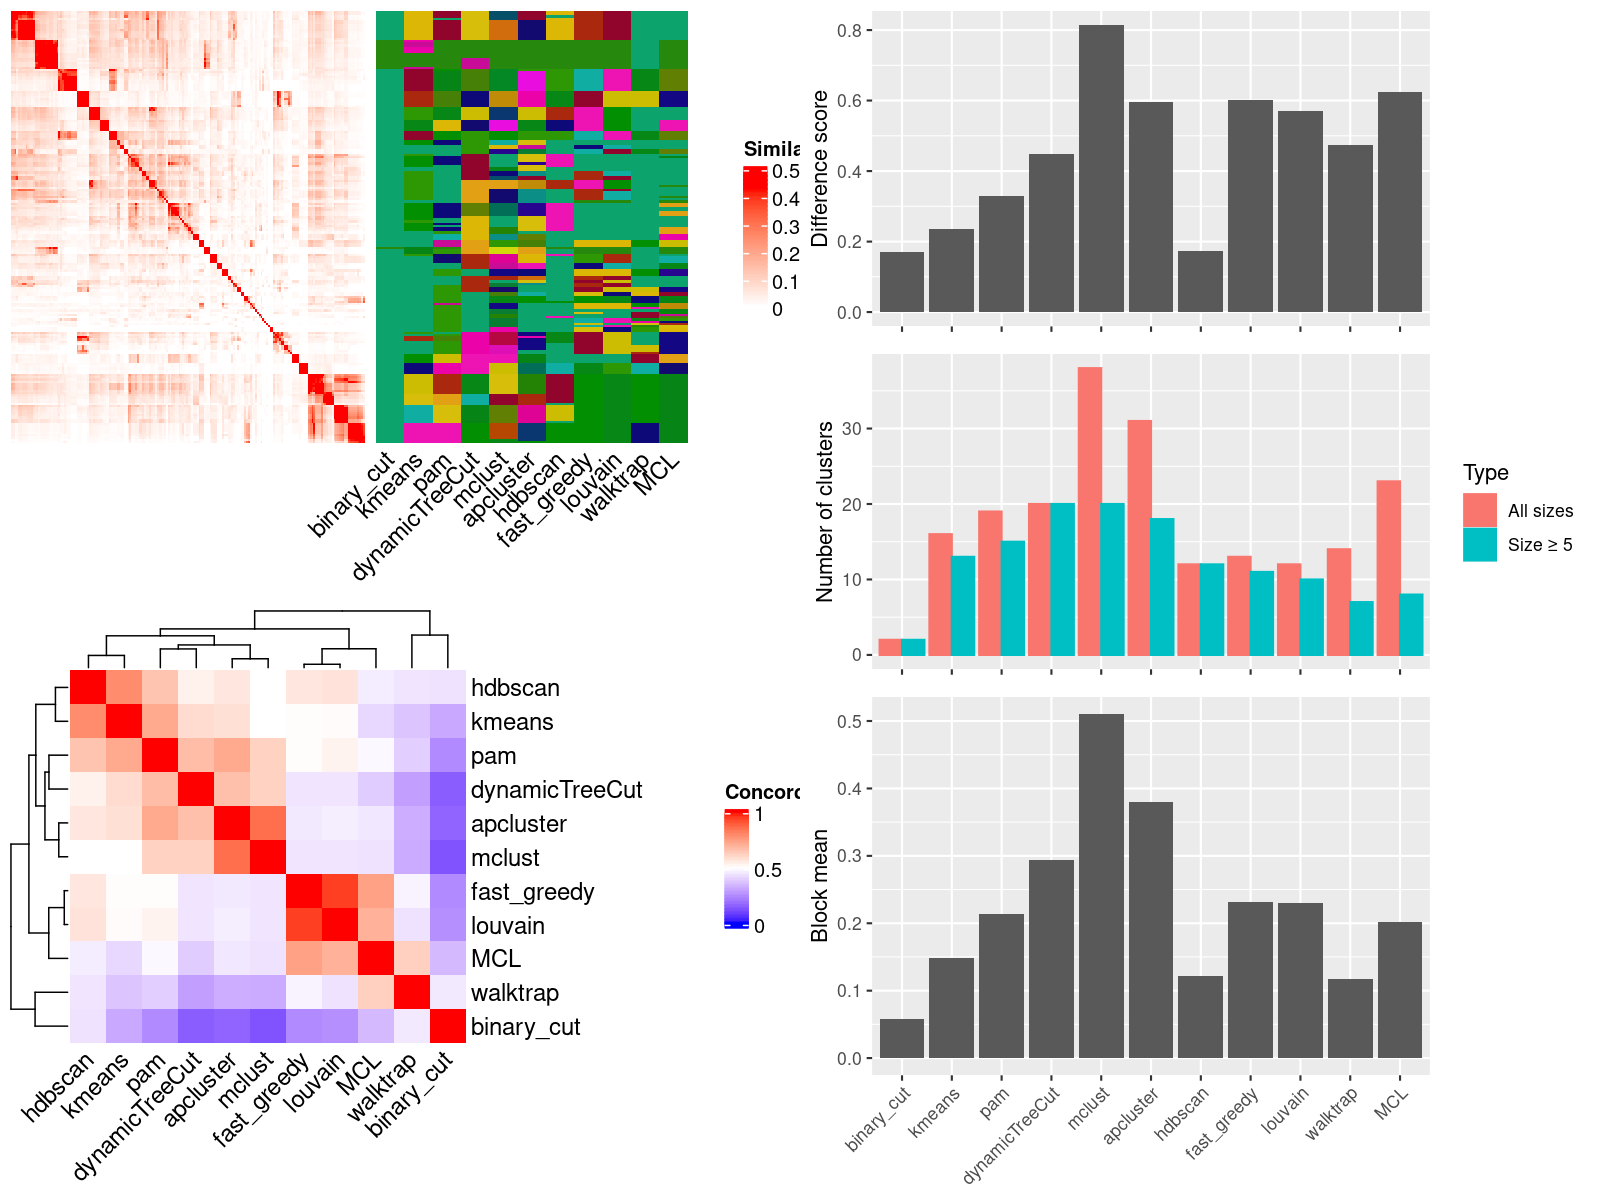 Simila
0.5
0.4
0.3
0.2
0.1
0
binary_cut
kmeans
pam
dynamicTreeCut
mclust
apcluster
hdbscan
fast_greedy
louvain
walktrap
MCL
Difference score
0.8
0.6
0.4
0.2
0.0
Number of clusters
30
20
10
0
Type
All sizes
Size ≥ 5
hdbscan
kmeans
pam
dynamicTreeCut
apcluster
mclust
fast_greedy
louvain
MCL
walktrap
binary_cut
hdbscan
kmeans
pam
dynamicTreeCut
apcluster
mclust
fast_greedy
louvain
MCL
walktrap
binary_cut
Concord
1
0.5
0
Block mean
0.5
0.4
0.3
0.2
0.1
0.0
binary_cut
kmeans
pam
dynamicTreeCut
mclust
apcluster
hdbscan
fast_greedy
louvain
walktrap
MCL